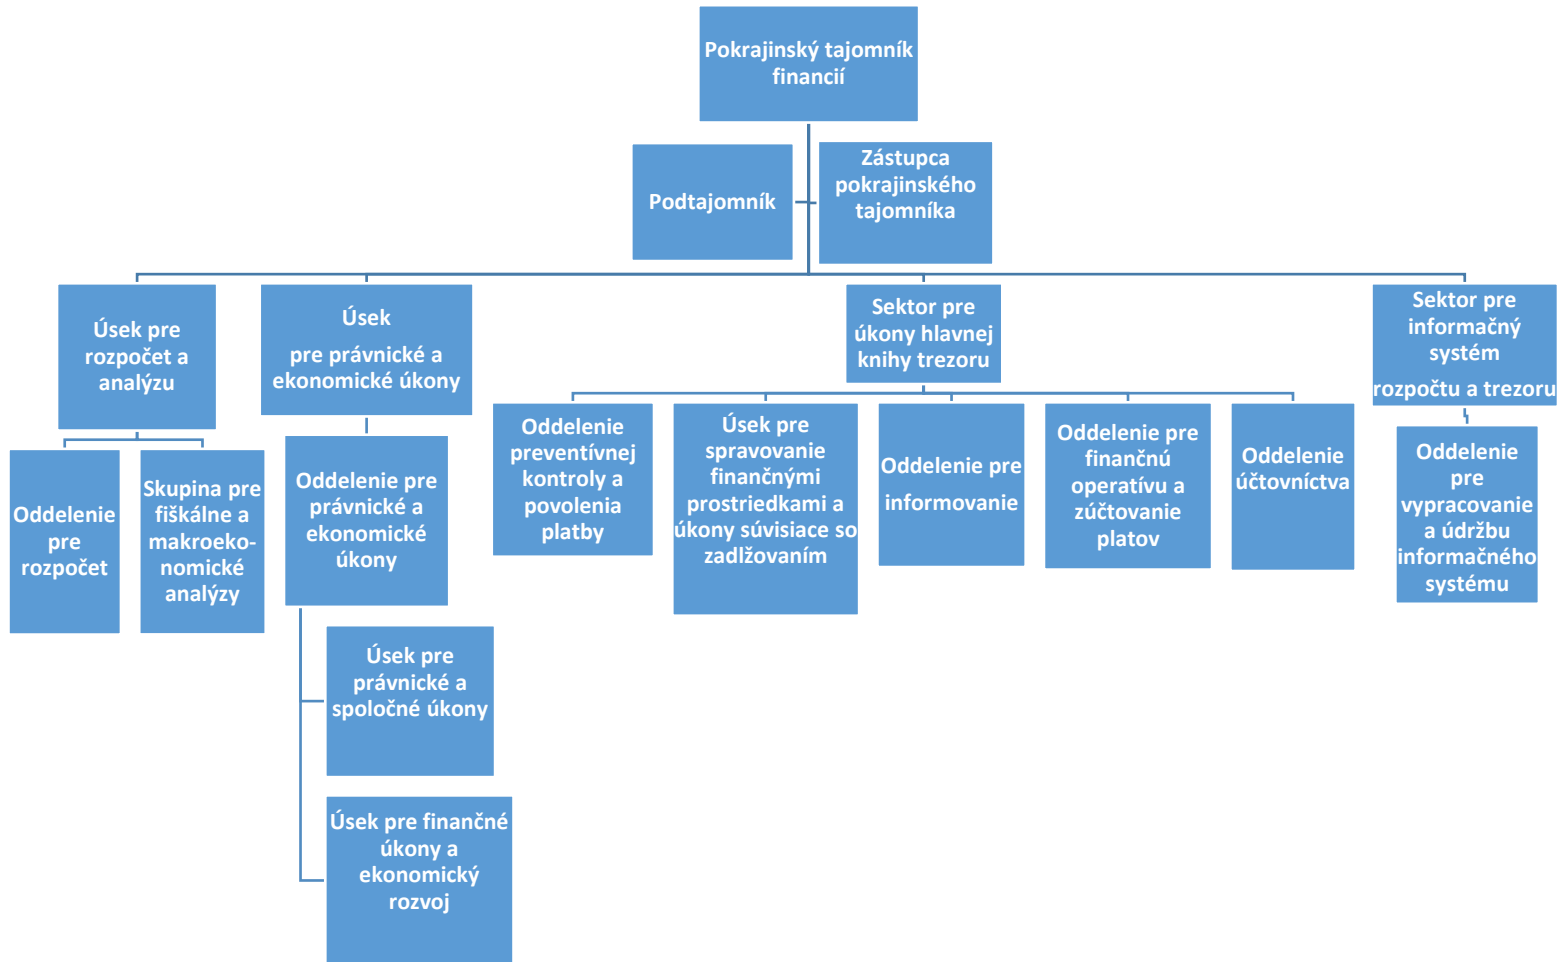 Pokrajinský tajomník
financií
Podtajomník
Zástupca
pokrajinského
tajomníka
Úsek pre
rozpočet a
analýzu
Úsek
pre právnické a
ekonomické úkony
Sektor pre
úkony hlavnej
knihy trezoru
Sektor pre
informačný
systém
rozpočtu a trezoru
Oddelenie
pre
rozpočet
Skupina pre
fiškálne a
makroeko-
nomické
analýzy
Oddelenie pre
právnické a
ekonomické
úkony
Úsek pre
právnické a
spoločné úkony
Úsek pre finančné
úkony a
ekonomický
rozvoj
Oddelenie
preventívnej
kontroly a
povolenia
platby
Úsek pre
spravovanie
finančnými
prostriedkami a
úkony súvisiace so
zadlžovaním
Oddelenie pre
informovanie
Oddelenie pre
finančnú
operatívu a
zúčtovanie
platov
Oddelenie
účtovníctva
Oddelenie
pre
vypracovanie
a údržbu
informačného
systému